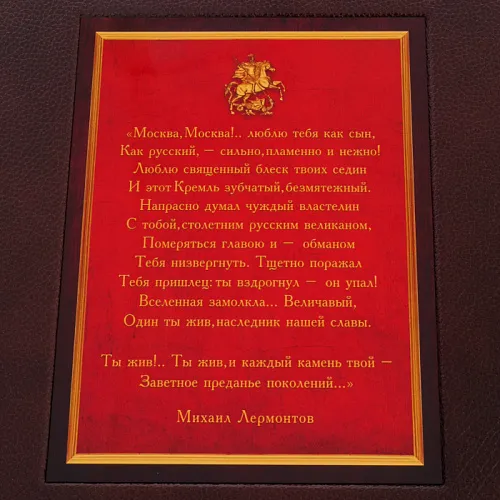 «Москва, Москва!.. люблю тебя как сын,
Как русский, — сильно, пламенно и нежно!
Люблю священный блеск твоих седин
И этот Кремль зубчатый, безмятежный.
Напрасно думал чуждый властелин
С тобой, столетним русским великаном,
Померяться главою и — обманом
Тебя низвергнуть. Тщетно поражал
Тебя пришлец: ты вздрогнул — он упал!
Вселенная замолкла... Величавый,
Один ты жив, наследник нашей славы.
Ты жив!.. Ты жив, и каждый камень твой —
Заветное преданье поколений...»
Михаил Лермонтов